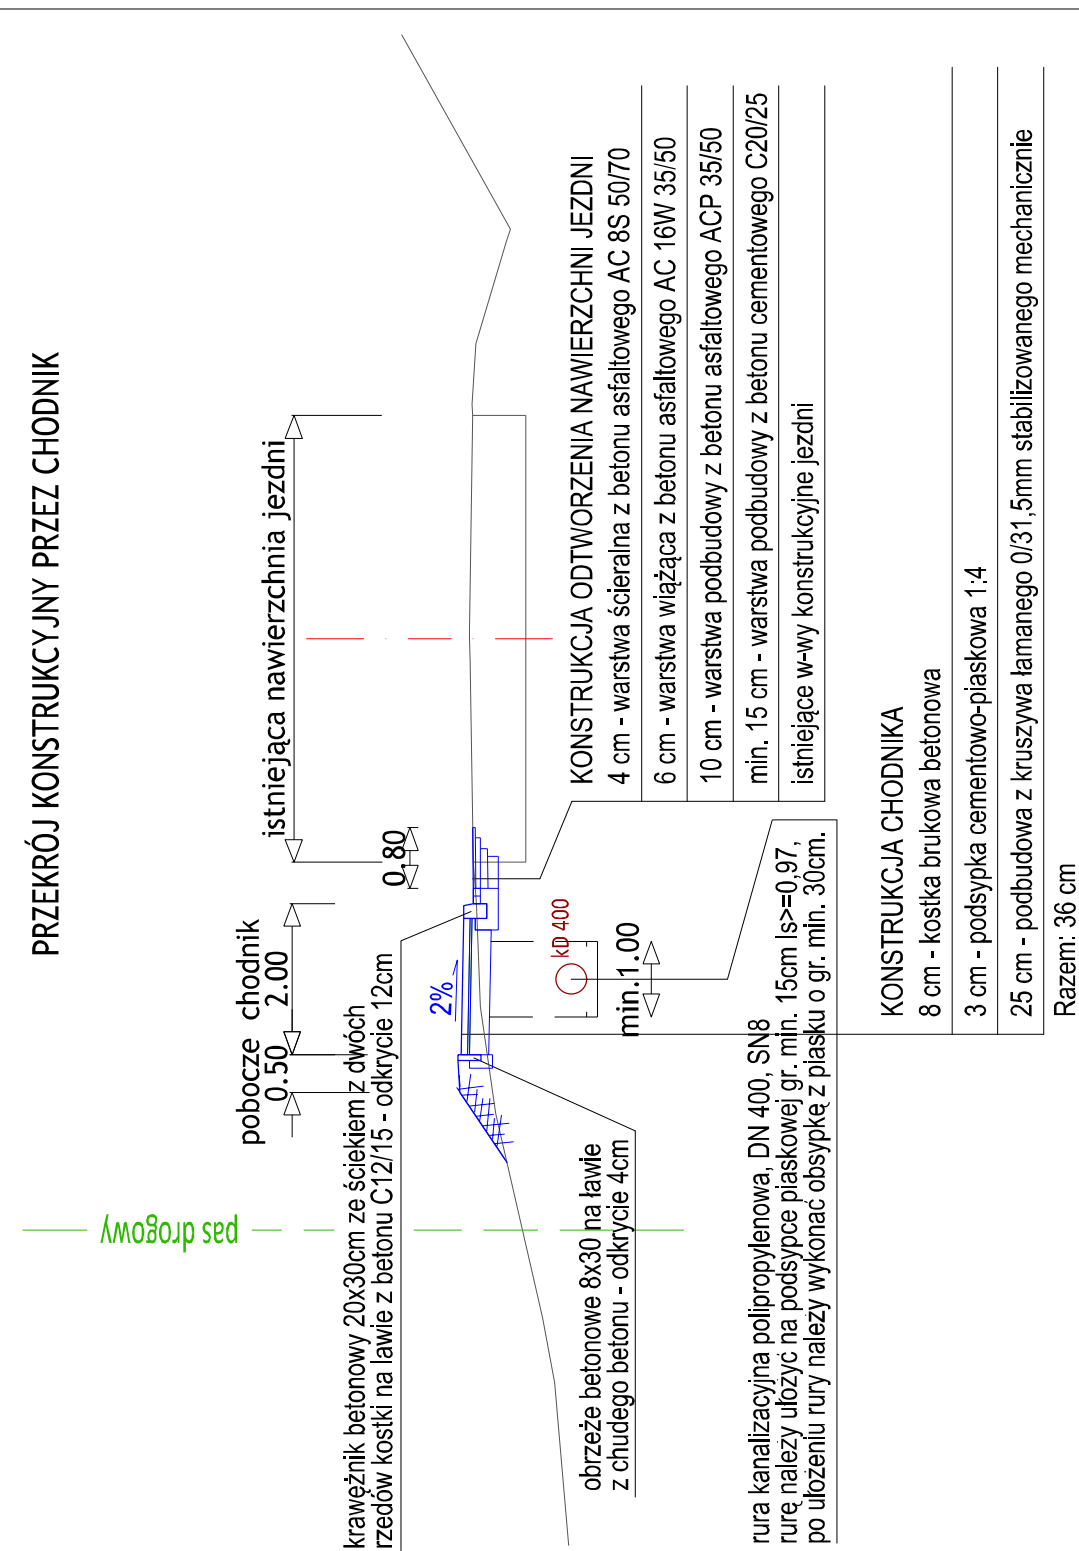 PRZEKRÓJ KONSTRUKCYJNY PRZEZ CHODNIK
pobocze chodnik
0.50 2.00
istniejąca nawierzchnia jezdni
0.80
pas drogowy
krawężnik betonowy 20x30cm ze ściekiem z dwóch
rzedów kostki na lawie z betonu C12/15 - odkrycie 12cm
2%
kD 400
min.1.00
KONSTRUKCJA ODTWORZENIA NAWIERZCHNI JEZDNI
4 cm - warstwa ścieralna z betonu asfaltowego AC 8S 50/70
6 cm - warstwa wiążąca z betonu asfaltowego AC 16W 35/50
10 cm - warstwa podbudowy z betonu asfaltowego ACP 35/50
min. 15 cm - warstwa podbudowy z betonu cementowego C20/25
istniejące w-wy konstrukcyjne jezdni
obrzeże betonowe 8x30 na ławie
z chudego betonu - odkrycie 4cm
rura kanalizacyjna polipropylenowa, DN 400, SN8
rurę należy ułożyć na podsypce piaskowej gr. min. 15cm Is>=0,97,
po ułożeniu rury należy wykonać obsypkę z piasku o gr. min. 30cm.
KONSTRUKCJA CHODNIKA
8 cm - kostka brukowa betonowa
3 cm - podsypka cementowo-piaskowa 1:4
25 cm - podbudowa z kruszywa łamanego 0/31,5mm stabilizowanego mechanicznie
Razem: 36 cm